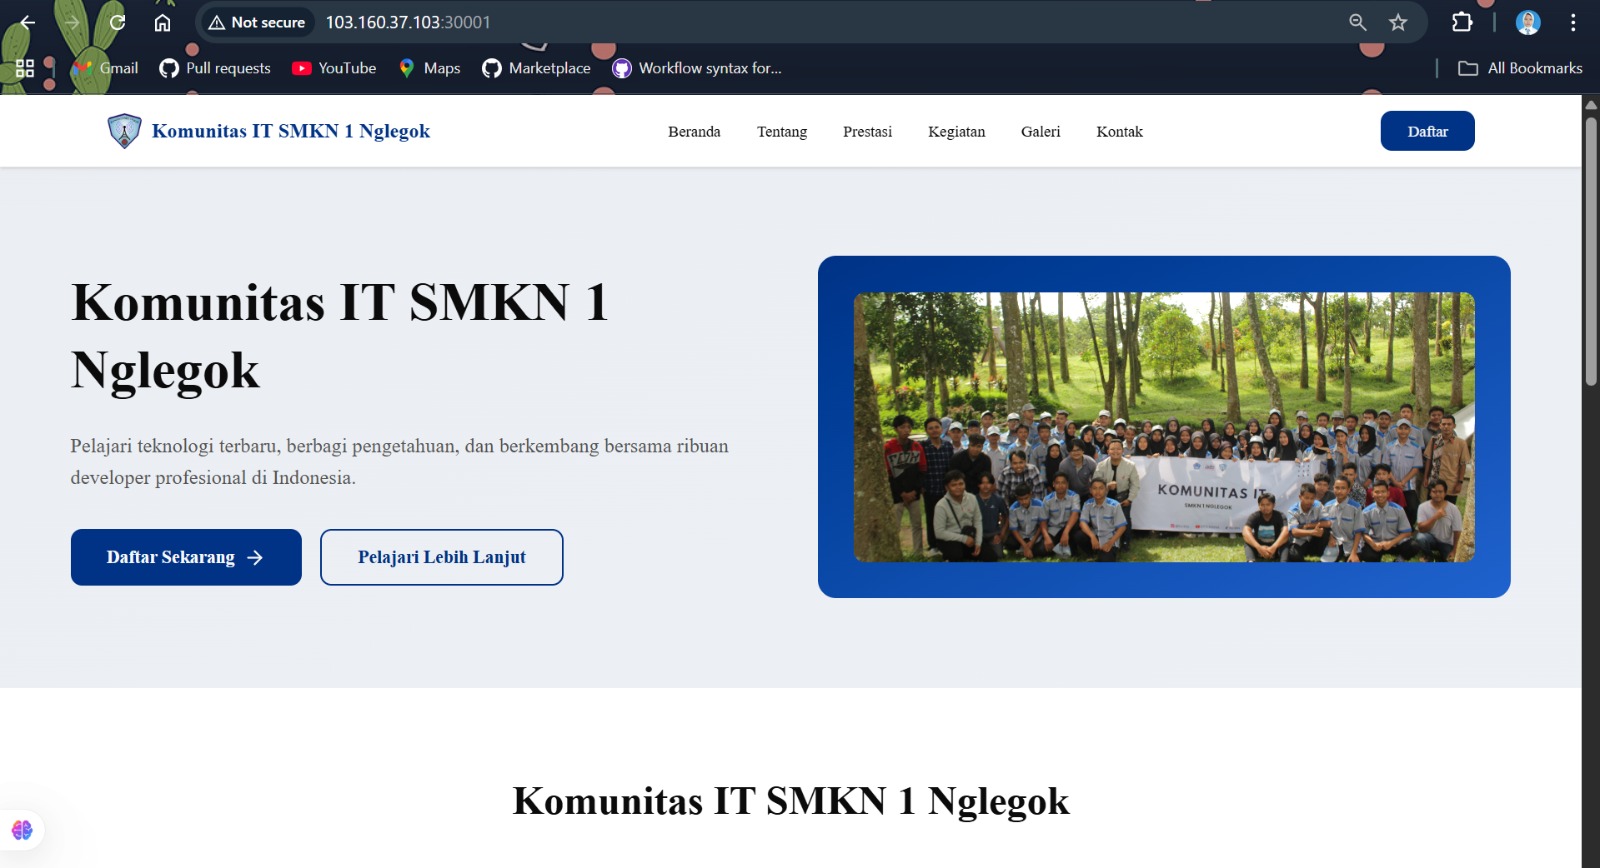 Not secure 103.160.37.103:30001
Gmail Pull requests YouTube Maps Marketplace Workflow syntax for... All Bookmarks
Komunitas IT SMKN 1 Nglegok Beranda Tentang Prestasi Kegiatan Galeri Kontak Daftar
Komunitas IT SMKN 1
Nglegok
Pelajari teknologi terbaru, berbagi pengetahuan, dan berkembang bersama ribuan
developer profesional di Indonesia.
Daftar Sekarang → Pelajari Lebih Lanjut
KOMUNITAS IT
SMKN 1 NGLEGOK
Komunitas IT SMKN 1 Nglegok